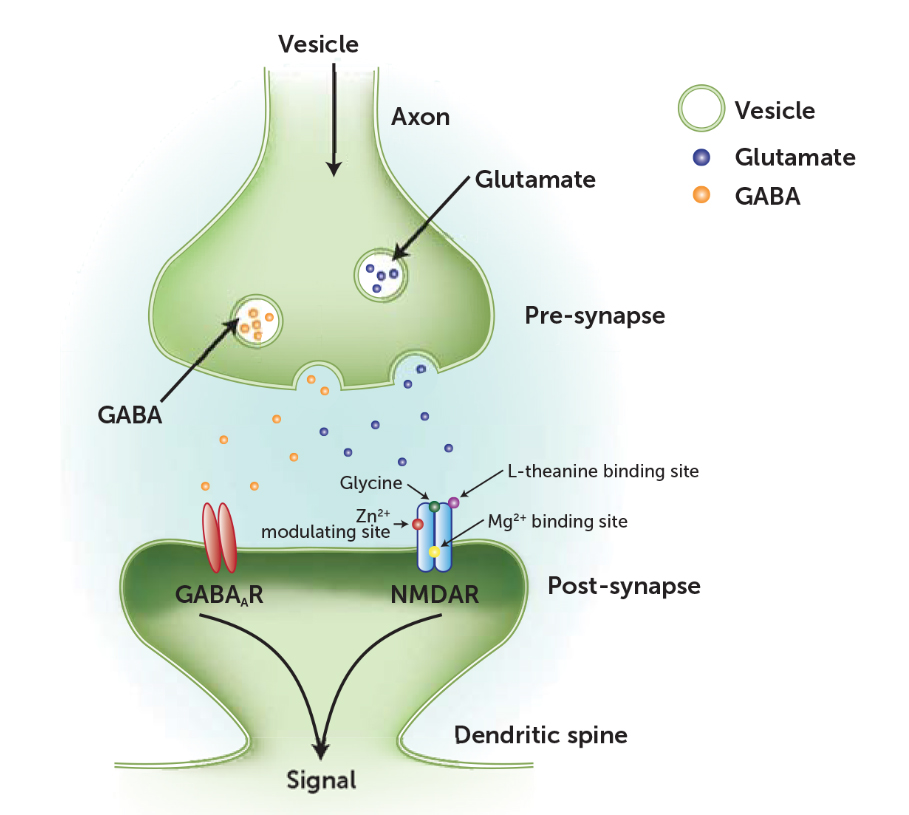 Vesicle
Axon
Glutamate
Vesicle
Glutamate
GABA
Pre-synapse
GABA
Glycine
L-theanine binding site
Zn²⁺
modulating site
Mg²⁺ binding site
GABA_AR
NMDAR
Post-synapse
Dendritic spine
Signal